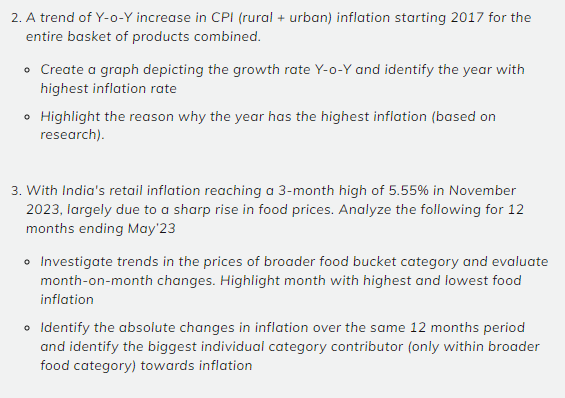 2. A trend of Y-o-Y increase in CPI (rural + urban) inflation starting 2017 for the
entire basket of products combined.
Create a graph depicting the growth rate Y-o-Y and identify the year with
highest inflation rate
Highlight the reason why the year has the highest inflation (based on
research).
3. With India's retail inflation reaching a 3-month high of 5.55% in November
2023, largely due to a sharp rise in food prices. Analyze the following for 12
months ending May'23
Investigate trends in the prices of broader food bucket category and evaluate
month-on-month changes. Highlight month with highest and lowest food
inflation
Identify the absolute changes in inflation over the same 12 months period
and identify the biggest individual category contributor (only within broader
food category) towards inflation